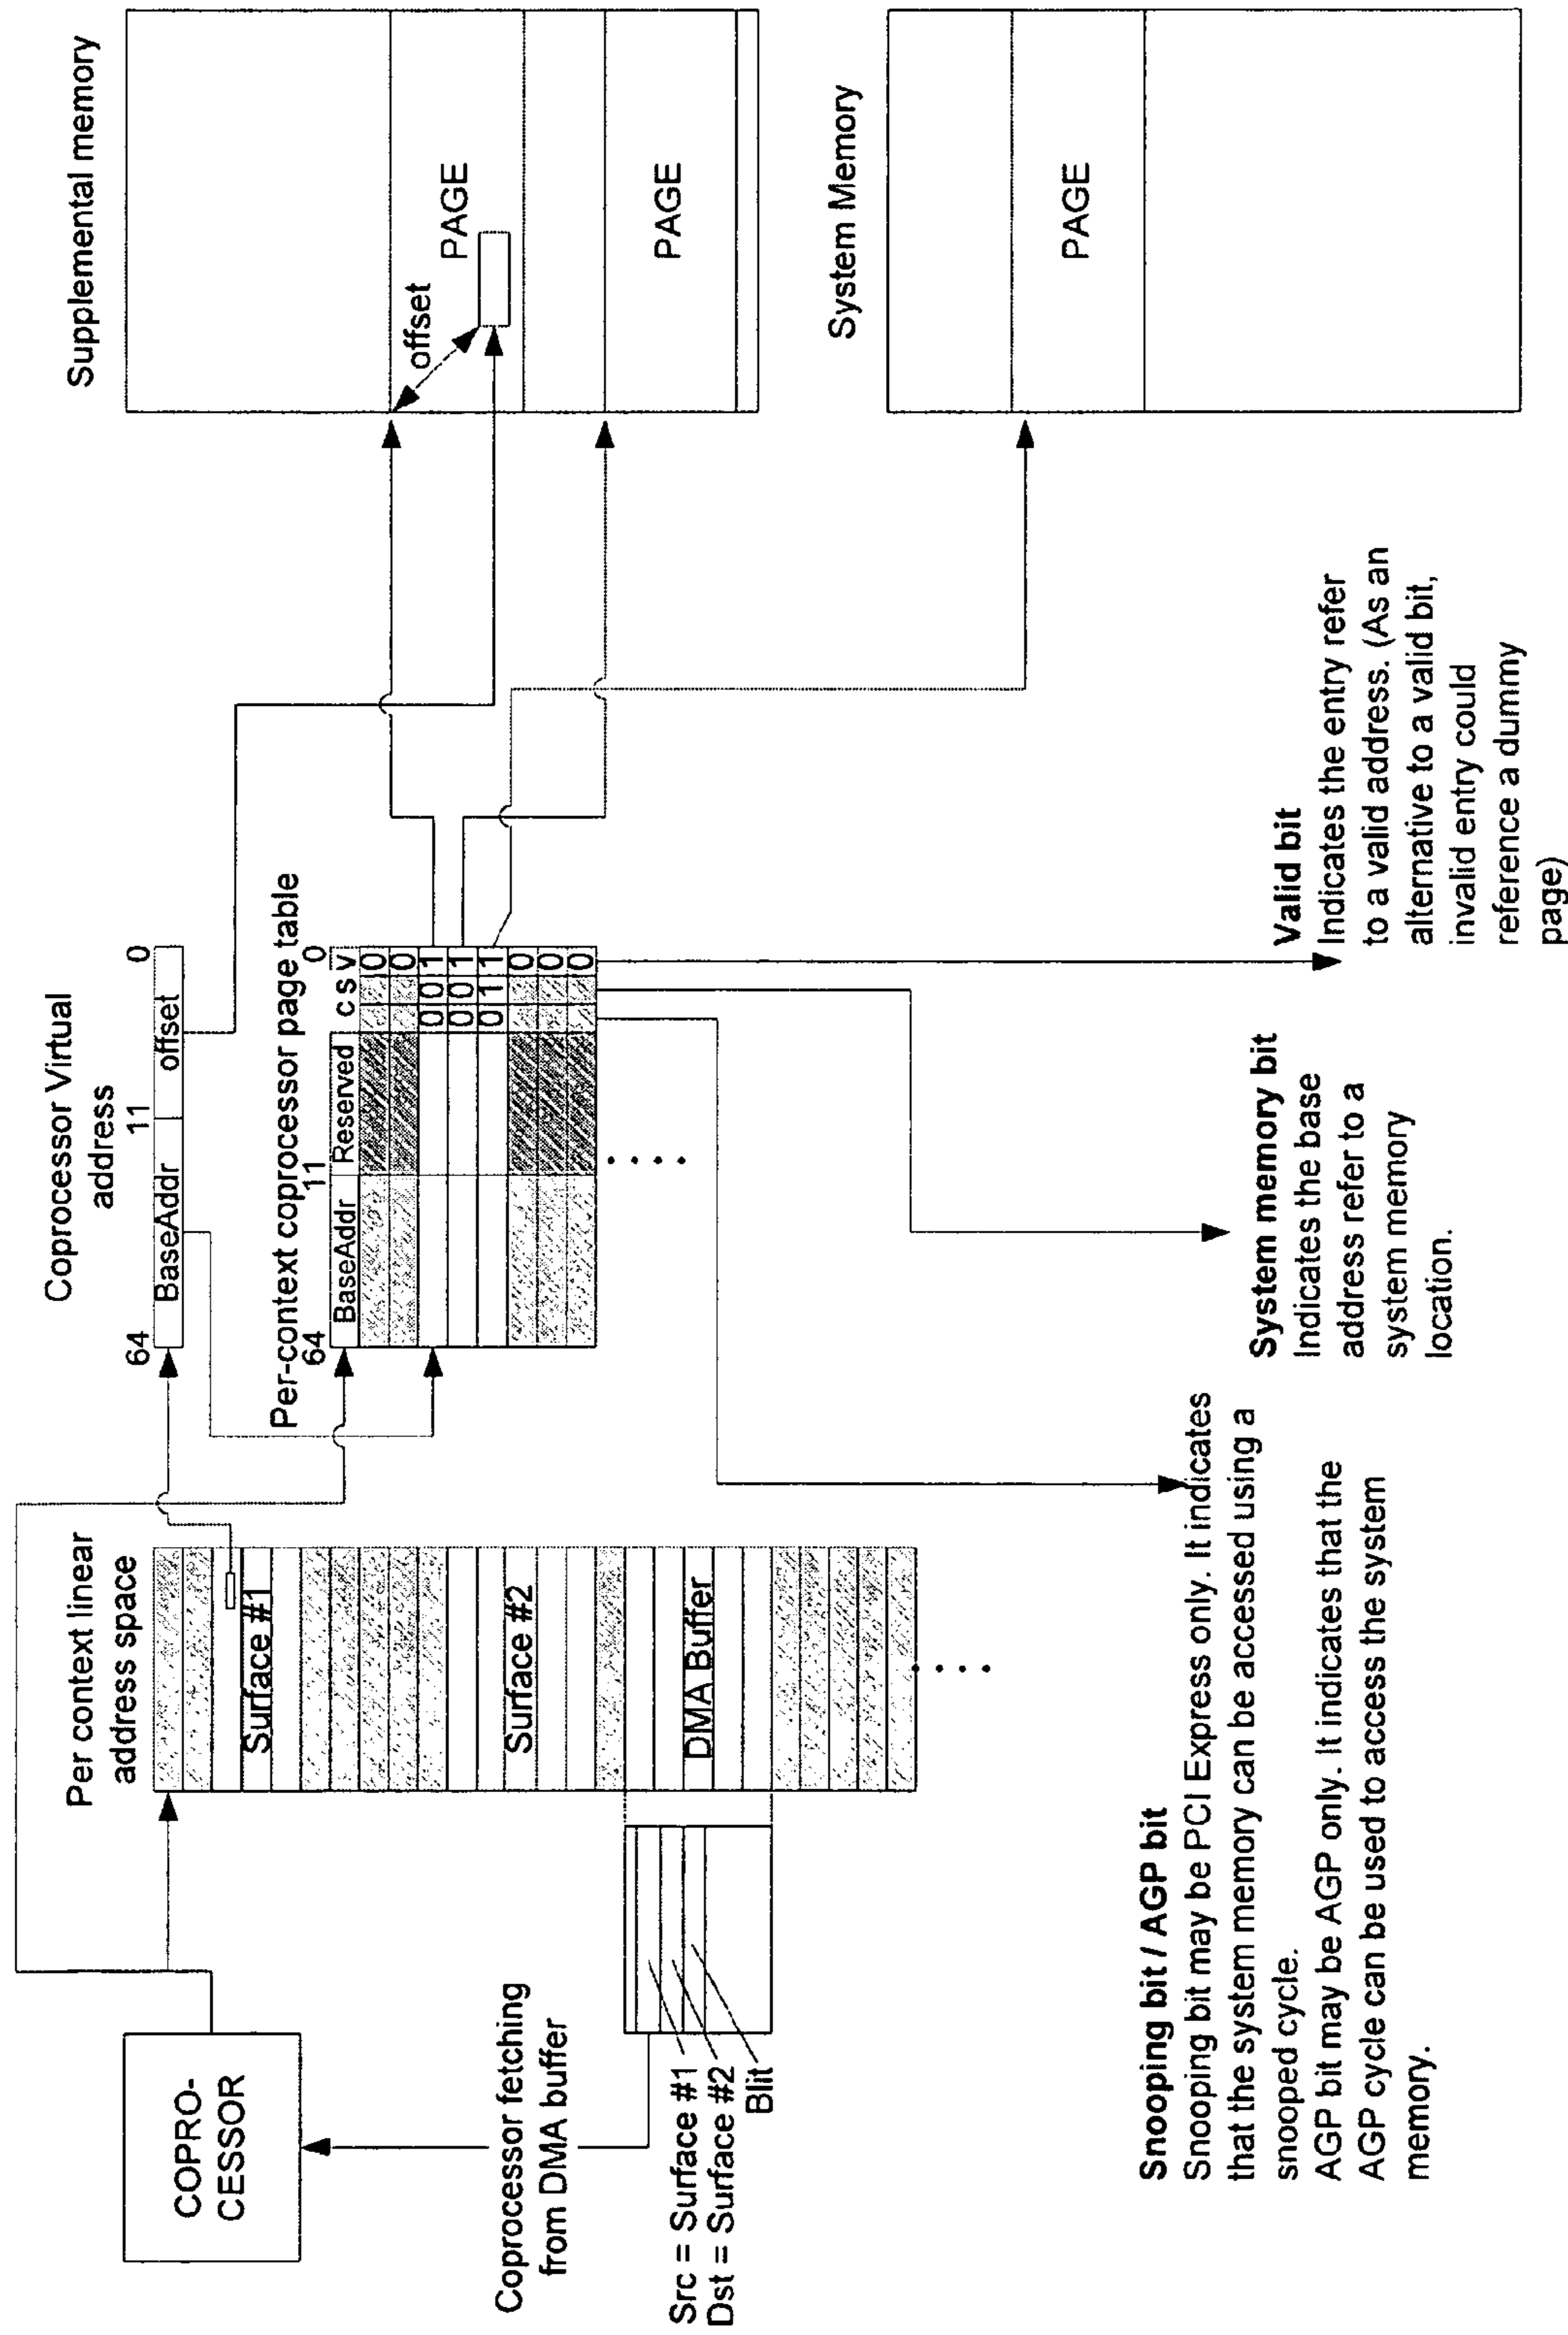 COPRO-
CESSOR
Coprocessor fetching
from DMA buffer
Src = Surface #1
Dst = Surface #2
Blit
Per context linear
address space
Surface #1
Surface #2
DMA Buffer
Coprocessor Virtual
address
64 11 0
BaseAddr offset
Per-context coprocessor page table
64 11 0
BaseAddr Reserved c s v
0
0
0 0 1
0 0 1
0 1 1
0
0
0
Supplemental memory
offset
PAGE
PAGE
System Memory
PAGE
Snooping bit / AGP bit
Snooping bit may be PCI Express only. It indicates
that the system memory can be accessed using a
snooped cycle.
AGP bit may be AGP only. It indicates that the
AGP cycle can be used to access the system
memory.
System memory bit
Indicates the base
address refer to a
system memory
location.
Valid bit
Indicates the entry refer
to a valid address. (As an
alternative to a valid bit,
invalid entry could
reference a dummy
page)